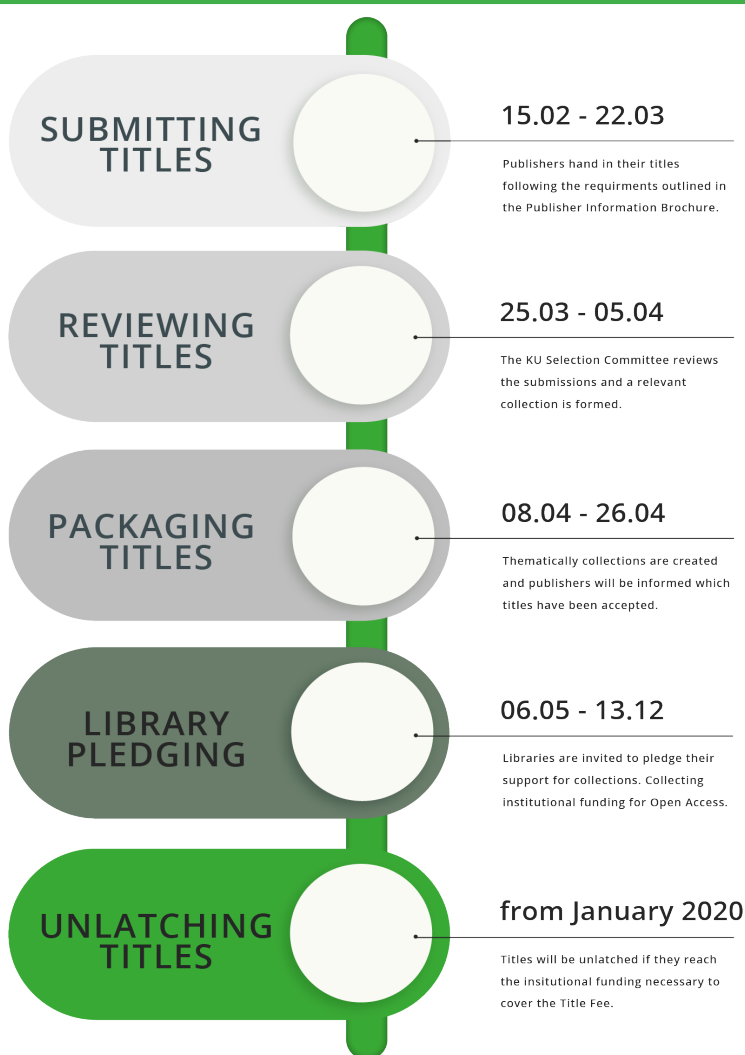 SUBMITTING
TITLES
15.02 - 22.03
Publishers hand in their titles
following the requirments outlined in
the Publisher Information Brochure.
REVIEWING
TITLES
25.03 - 05.04
The KU Selection Committee reviews
the submissions and a relevant
collection is formed.
PACKAGING
TITLES
08.04 - 26.04
Thematically collections are created
and publishers will be informed which
titles have been accepted.
LIBRARY
PLEDGING
06.05 - 13.12
Libraries are invited to pledge their
support for collections. Collecting
institutional funding for Open Access.
UNLATCHING
TITLES
from January 2020
Titles will be unlatched if they reach
the insitutional funding necessary to
cover the Title Fee.